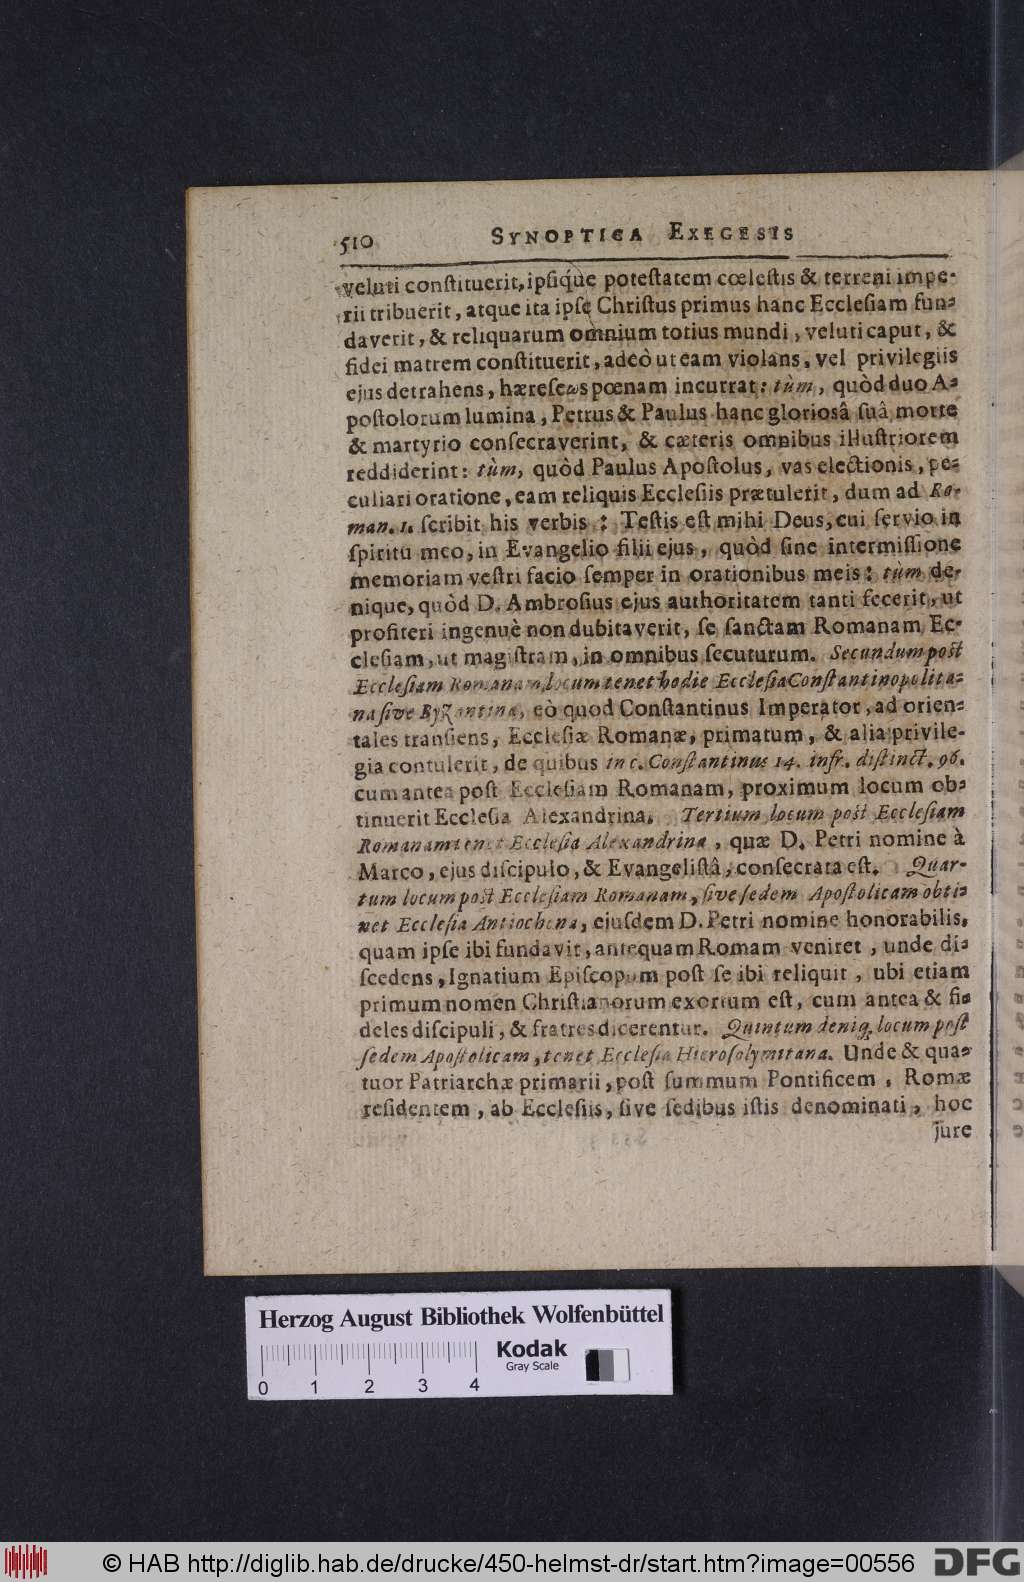 510 SYNOPTICA EXEGESIS
veluti conſtituerit, ipſiq́ue poteſtatem cœleſtis & terreni impe-
rii tribuerit, atque ita ipſe Chriſtus primus hanc Eccleſiam fun-
daverit, & reliquarum omnium totius mundi, veluti caput, &
fidei matrem conſtituerit, adeò ut eam violans, vel privilegiis
ejus detrahens, hæreſeωs pœnam incurrat: tùm, quòd duo A-
poſtolorum lumina, Petrus & Paulus hanc glorioſâ ſuâ morte
& martyrio conſecraverint, & cæteris omnibus illuſtriorem
reddiderint: tùm, quòd Paulus Apoſtolus, vas electionis, pe-
culiari oratione, eam reliquis Eccleſiis prætulerit, dum ad Ro-
man. 1. ſcribit his verbis: Teſtis eſt mihi Deus, cui ſervio in
ſpiritu meo, in Evangelio filii ejus, quòd ſine intermiſſione
memoriam veſtri facio ſemper in orationibus meis: tùm de-
nique, quòd D. Ambroſius ejus authoritatem tanti fecerit, ut
profiteri ingenuè non dubitaverit, ſe ſanctam Romanam Ec-
cleſiam, ut magiſtram, in omnibus ſecuturum. Secundum poſt
Eccleſiam Romanam, locum tenet hodie Eccleſia Conſtantinopolita-
na ſive Byzantina, eò quod Conſtantinus Imperator, ad orien-
tales tranſiens, Eccleſiæ Romanæ, primatum, & alia privile-
gia contulerit, de quibus in c. Conſtantinus 14. infr. diſtinct. 96.
cum antea poſt Eccleſiam Romanam, proximum locum ob-
tinuerit Eccleſia Alexandrina. Tertium locum poſt Eccleſiam
Romanam tenet Eccleſia Alexandrina, quæ D. Petri nomine à
Marco, ejus diſcipulo, & Evangeliſtâ, conſecrata eſt. Quar-
tum locum poſt Eccleſiam Romanam, ſive ſedem Apoſtolicam obti-
net Eccleſia Antiochena, ejuſdem D. Petri nomine honorabilis,
quam ipſe ibi fundavit, antequam Romam veniret, unde di-
ſcedens, Ignatium Epiſcopum poſt ſe ibi reliquit, ubi etiam
primum nomen Chriſtianorum exortum eſt, cum antea & fi-
deles diſcipuli, & fratres dicerentur. Quintum deniq; locum poſt
ſedem Apoſtolicam, tenet Eccleſia Hieroſolymitana. Unde & qua-
tuor Patriarchæ primarii, poſt ſummum Pontificem, Romæ
reſidentem, ab Eccleſiis, ſive ſedibus iſtis denominati, hoc
jure
Herzog August Bibliothek Wolfenbüttel
Kodak
Gray Scale
0 1 2 3 4
© HAB http://diglib.hab.de/drucke/450-helmst-dr/start.htm?image=00556
DFG